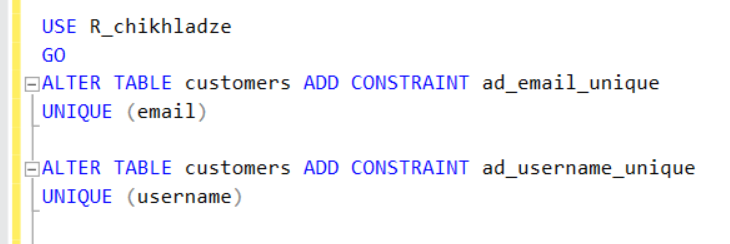 USE R_chikhladze
GO
ALTER TABLE customers ADD CONSTRAINT ad_email_unique
UNIQUE (email)
ALTER TABLE customers ADD CONSTRAINT ad_username_unique
UNIQUE (username)